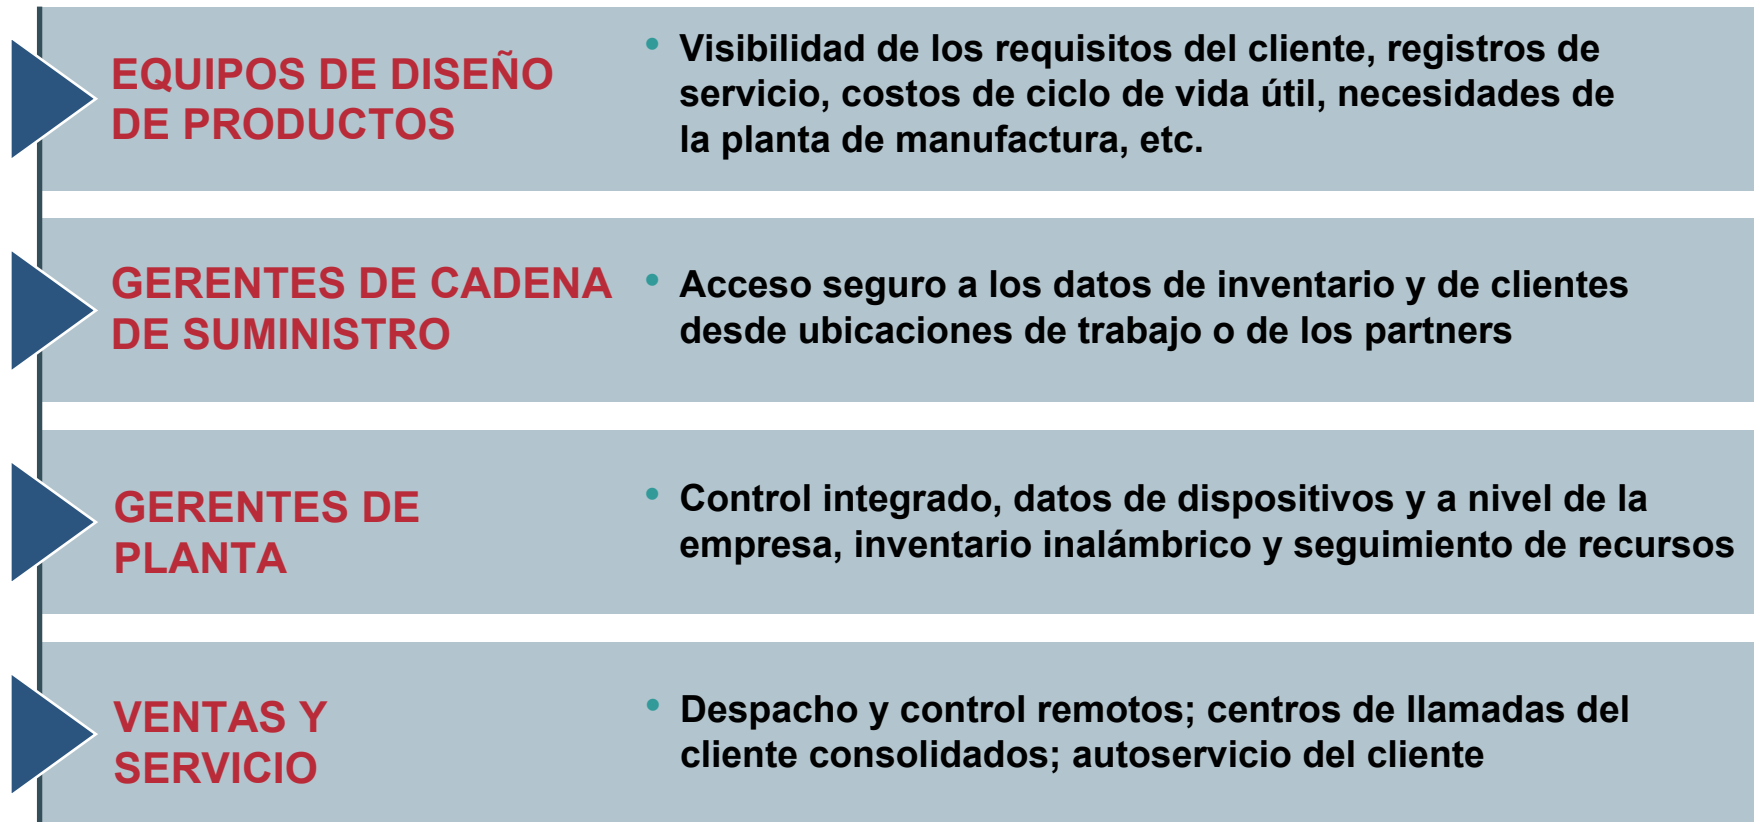 EQUIPOS DE DISEÑO
DE PRODUCTOS
• Visibilidad de los requisitos del cliente, registros de
servicio, costos de ciclo de vida útil, necesidades de
la planta de manufactura, etc.
GERENTES DE CADENA
DE SUMINISTRO
• Acceso seguro a los datos de inventario y de clientes
desde ubicaciones de trabajo o de los partners
GERENTES DE
PLANTA
• Control integrado, datos de dispositivos y a nivel de la
empresa, inventario inalámbrico y seguimiento de recursos
VENTAS Y
SERVICIO
• Despacho y control remotos; centros de llamadas del
cliente consolidados; autoservicio del cliente